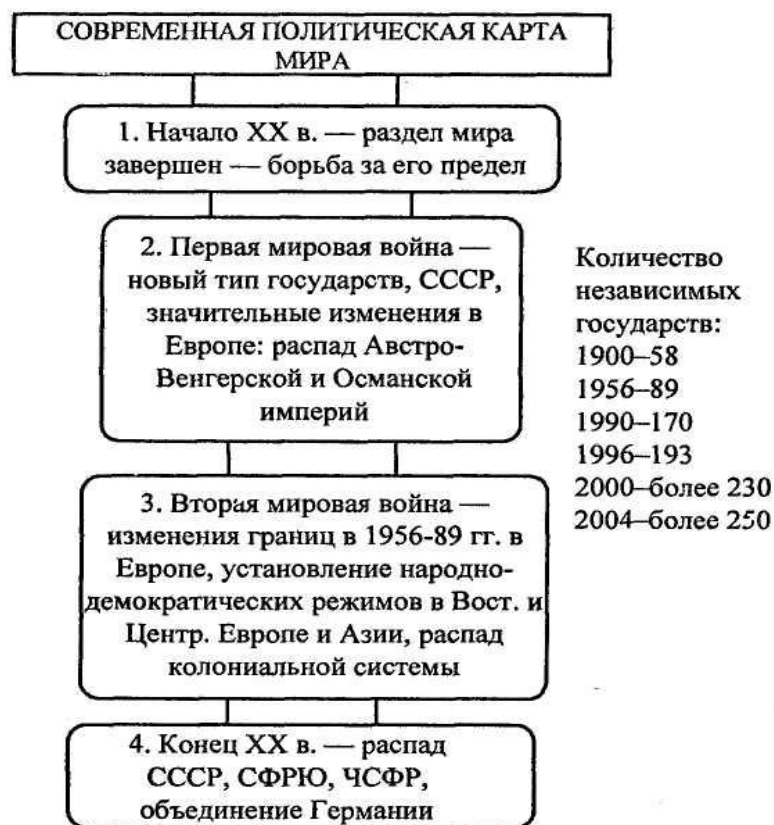 СОВРЕМЕННАЯ ПОЛИТИЧЕСКАЯ КАРТА
МИРА
1. Начало XX в. — раздел мира
завершен — борьба за его предел
2. Первая мировая война —
новый тип государств, СССР,
значительные изменения в
Европе: распад Австро-
Венгерской и Османской
империй
3. Вторая мировая война —
изменения границ в 1956-89 гг. в
Европе, установление народно-
демократических режимов в Вост. и
Центр. Европе и Азии, распад
колониальной системы
4. Конец XX в. — распад
СССР, СФРЮ, ЧСФР,
объединение Германии
Количество
независимых
государств:
1900–58
1956–89
1990–170
1996–193
2000–более 230
2004–более 250